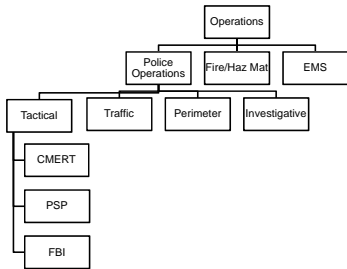 Operations
Police
Operations
Fire/Haz Mat
EMS
Tactical
Traffic
Perimeter
Investigative
CMERT
PSP
FBI